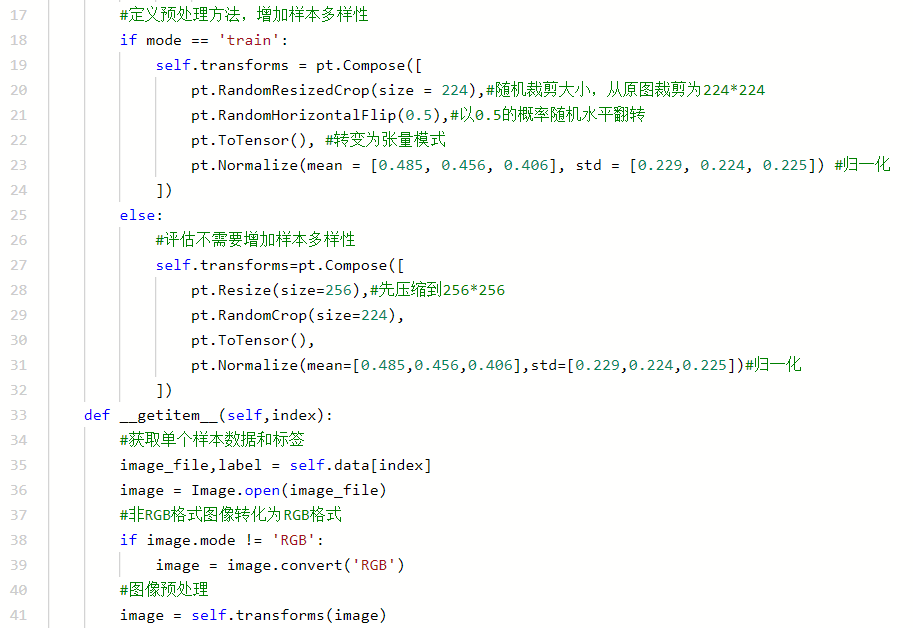 17 #定义预处理方法，增加样本多样性
18 if mode == 'train':
19 self.transforms = pt.Compose([
20 pt.RandomResizedCrop(size = 224),#随机裁剪大小，从原图裁剪为224*224
21 pt.RandomHorizontalFlip(0.5),#以0.5的概率随机水平翻转
22 pt.ToTensor(), #转变为张量模式
23 pt.Normalize(mean = [0.485, 0.456, 0.406], std = [0.229, 0.224, 0.225]) #归一化
24 ])
25 else:
26 #评估不需要增加样本多样性
27 self.transforms=pt.Compose([
28 pt.Resize(size=256),#先压缩到256*256
29 pt.RandomCrop(size=224),
30 pt.ToTensor(),
31 pt.Normalize(mean=[0.485,0.456,0.406],std=[0.229,0.224,0.225])#归一化
32 ])
33 def __getitem__(self,index):
34 #获取单个样本数据和标签
35 image_file,label = self.data[index]
36 image = Image.open(image_file)
37 #非RGB格式图像转化为RGB格式
38 if image.mode != 'RGB':
39 image = image.convert('RGB')
40 #图像预处理
41 image = self.transforms(image)